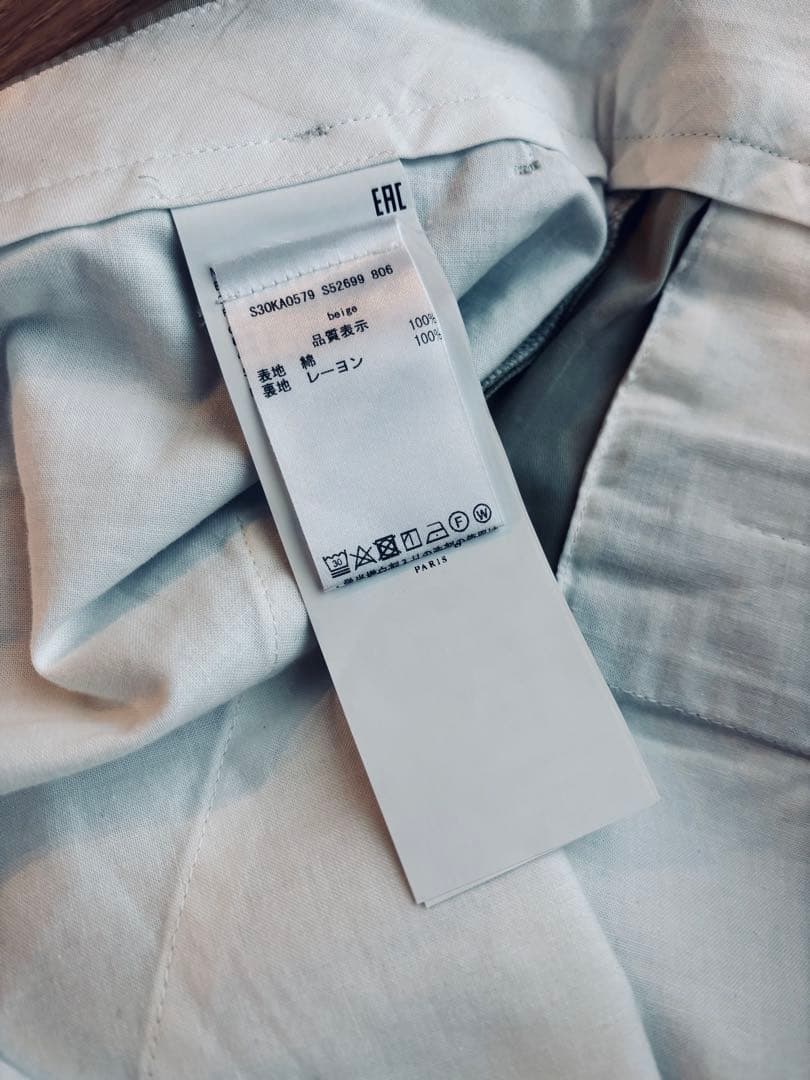 EAC
S30KA0579 S52699 806
beige
品質表示
表地 綿 100%
裏地 レーヨン 100%
30 F W
PARIS